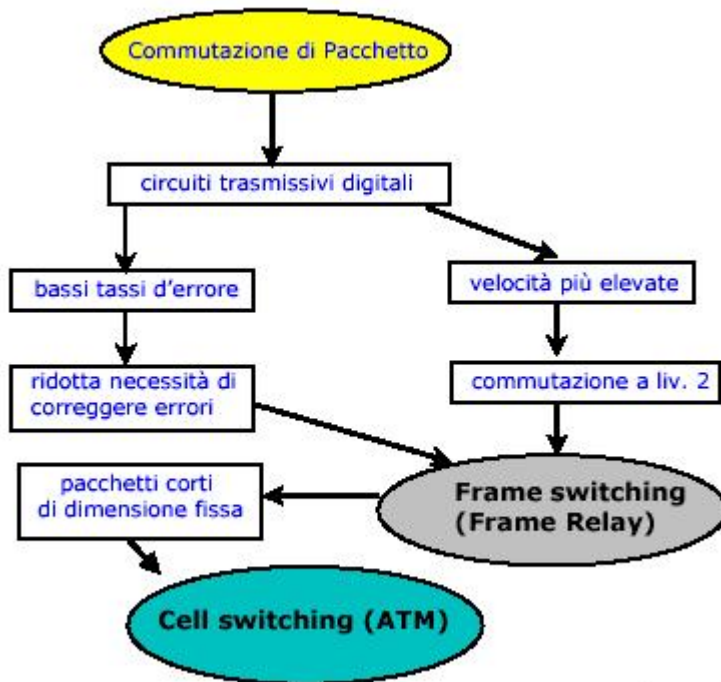 Commutazione di Pacchetto
circuiti trasmissivi digitali
bassi tassi d'errore
velocità più elevate
ridotta necessità di
correggere errori
commutazione a liv. 2
pacchetti corti
di dimensione fissa
Frame switching
(Frame Relay)
Cell switching (ATM)